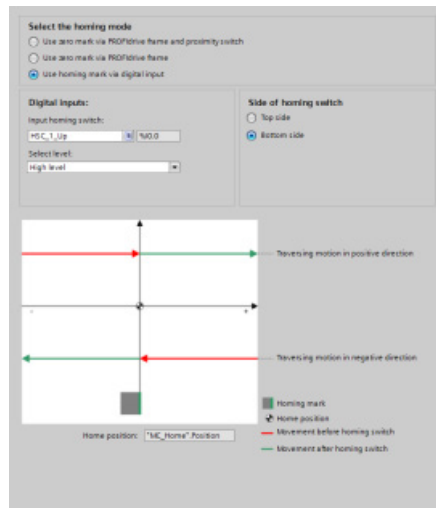 Select the homing mode
Use zero mark via PROFIdrive frame and proximity switch
Use zero mark via PROFIdrive frame
Use homing mark via digital input
Digital inputs:
Input homing switch:
HSC_1_Up
%I0.0
Select level:
High level
Side of homing switch
Top side
Bottom side
Traversing motion in positive direction
-
+
Traversing motion in negative direction
Homing mark
Home position
Movement before homing switch
Movement after homing switch
Home position: "MC_Home".Position